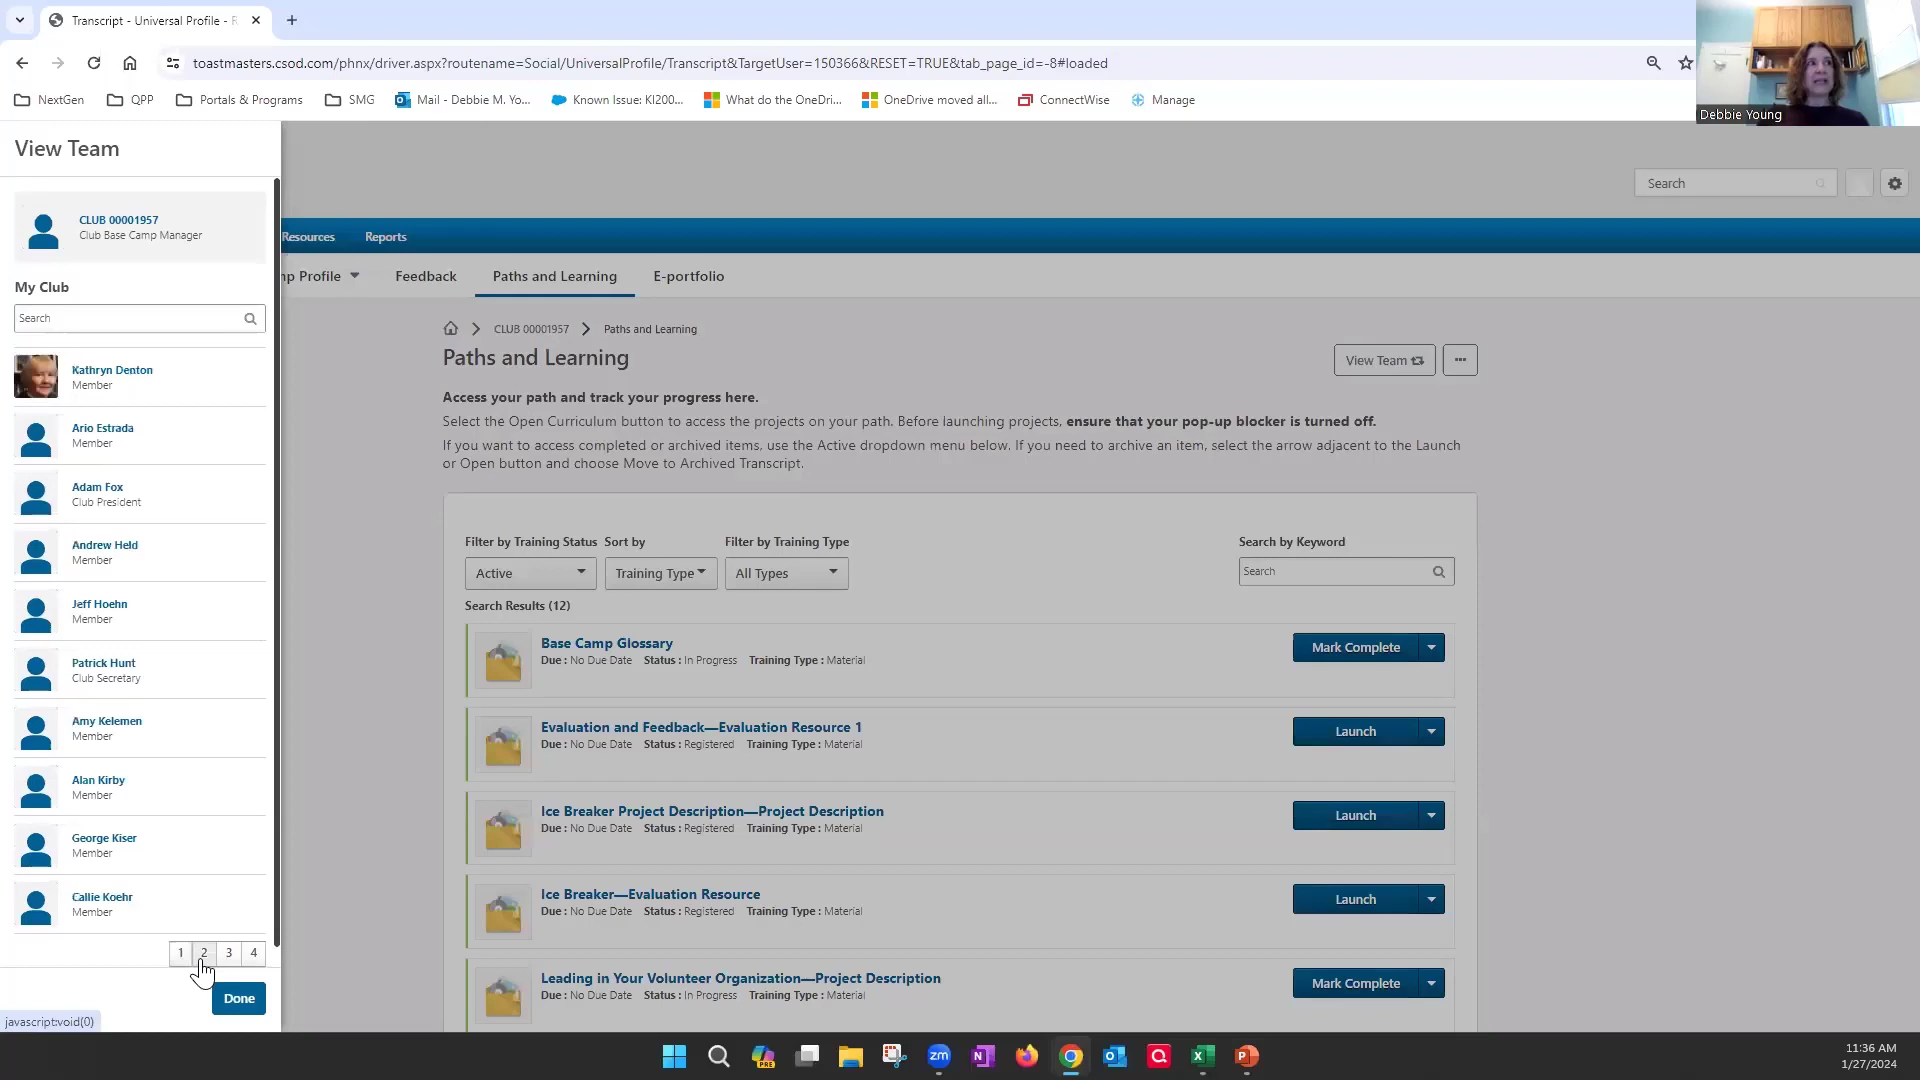 Transcript - Universal Profile - R
toastmasters.csod.com/phnx/driver.aspx?routename=Social/UniversalProfile/Transcript&TargetUser=150366&RESET=TRUE&tab_page_id=-8#loaded
NextGen
QPP
Portals & Programs
SMG
Mail - Debbie M. Yo...
Known Issue: KI200...
What do the OneDri...
OneDrive moved all...
ConnectWise
Manage
Debbie Young
View Team
CLUB 00001957
Club Base Camp Manager
My Club
Search
Kathryn Denton
Member
Ario Estrada
Member
Adam Fox
Club President
Andrew Held
Member
Jeff Hoehn
Member
Patrick Hunt
Club Secretary
Amy Kelemen
Member
Alan Kirby
Member
George Kiser
Member
Callie Koehr
Member
1 2 3 4
Done
javascript:void(0)
Search
Resources Reports
mp Profile Feedback Paths and Learning E-portfolio
CLUB 00001957 Paths and Learning
Paths and Learning
View Team
...
Access your path and track your progress here.
Select the Open Curriculum button to access the projects on your path. Before launching projects, ensure that your pop-up blocker is turned off.
If you want to access completed or archived items, use the Active dropdown menu below. If you need to archive an item, select the arrow adjacent to the Launch
or Open button and choose Move to Archived Transcript.
Filter by Training Status Sort by Filter by Training Type Search by Keyword
Active Training Type All Types Search
Search Results (12)
Base Camp Glossary
Due : No Due Date Status : In Progress Training Type : Material
Mark Complete
Evaluation and Feedback—Evaluation Resource 1
Due : No Due Date Status : Registered Training Type : Material
Launch
Ice Breaker Project Description—Project Description
Due : No Due Date Status : Registered Training Type : Material
Launch
Ice Breaker—Evaluation Resource
Due : No Due Date Status : Registered Training Type : Material
Launch
Leading in Your Volunteer Organization—Project Description
Due : No Due Date Status : In Progress Training Type : Material
Mark Complete
PRE
zm
N
X
P
11:36 AM
1/27/2024